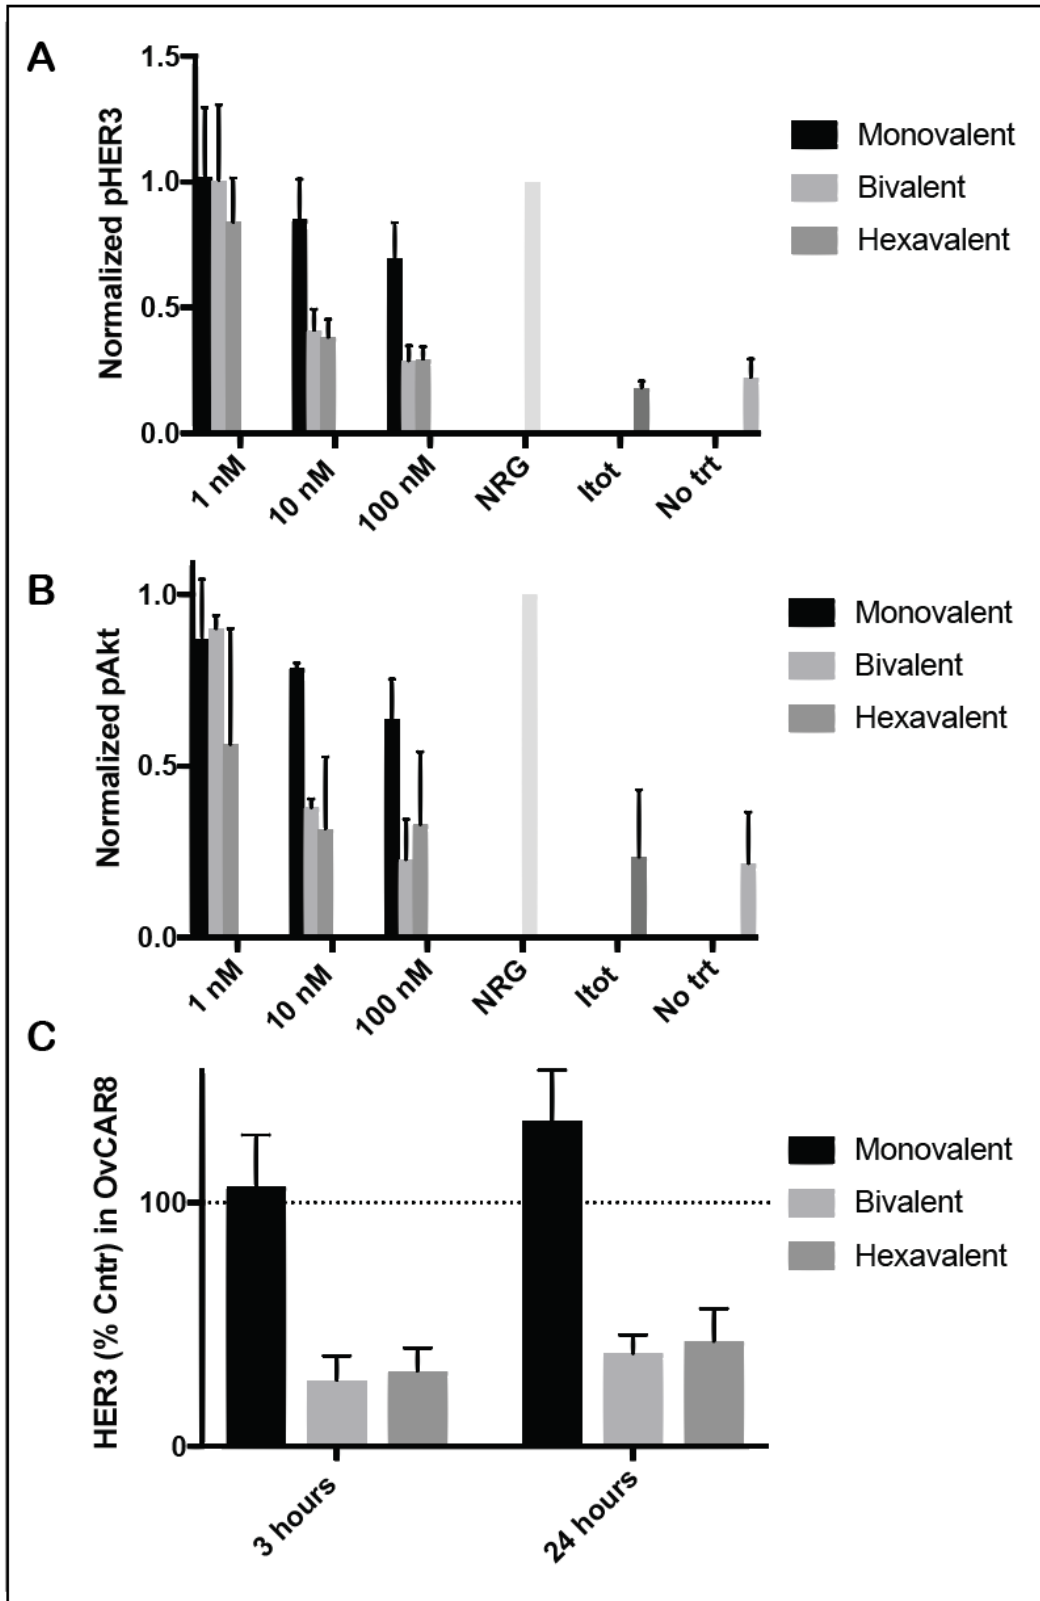 A
Normalized pHER3
1.5
1.0
0.5
0.0
1 nM
10 nM
100 nM
NRG
Itot
No trt
Monovalent
Bivalent
Hexavalent
B
Normalized pAkt
1.0
0.5
0.0
1 nM
10 nM
100 nM
NRG
Itot
No trt
Monovalent
Bivalent
Hexavalent
C
HER3 (% Cntr) in OvCAR8
100
0
3 hours
24 hours
Monovalent
Bivalent
Hexavalent